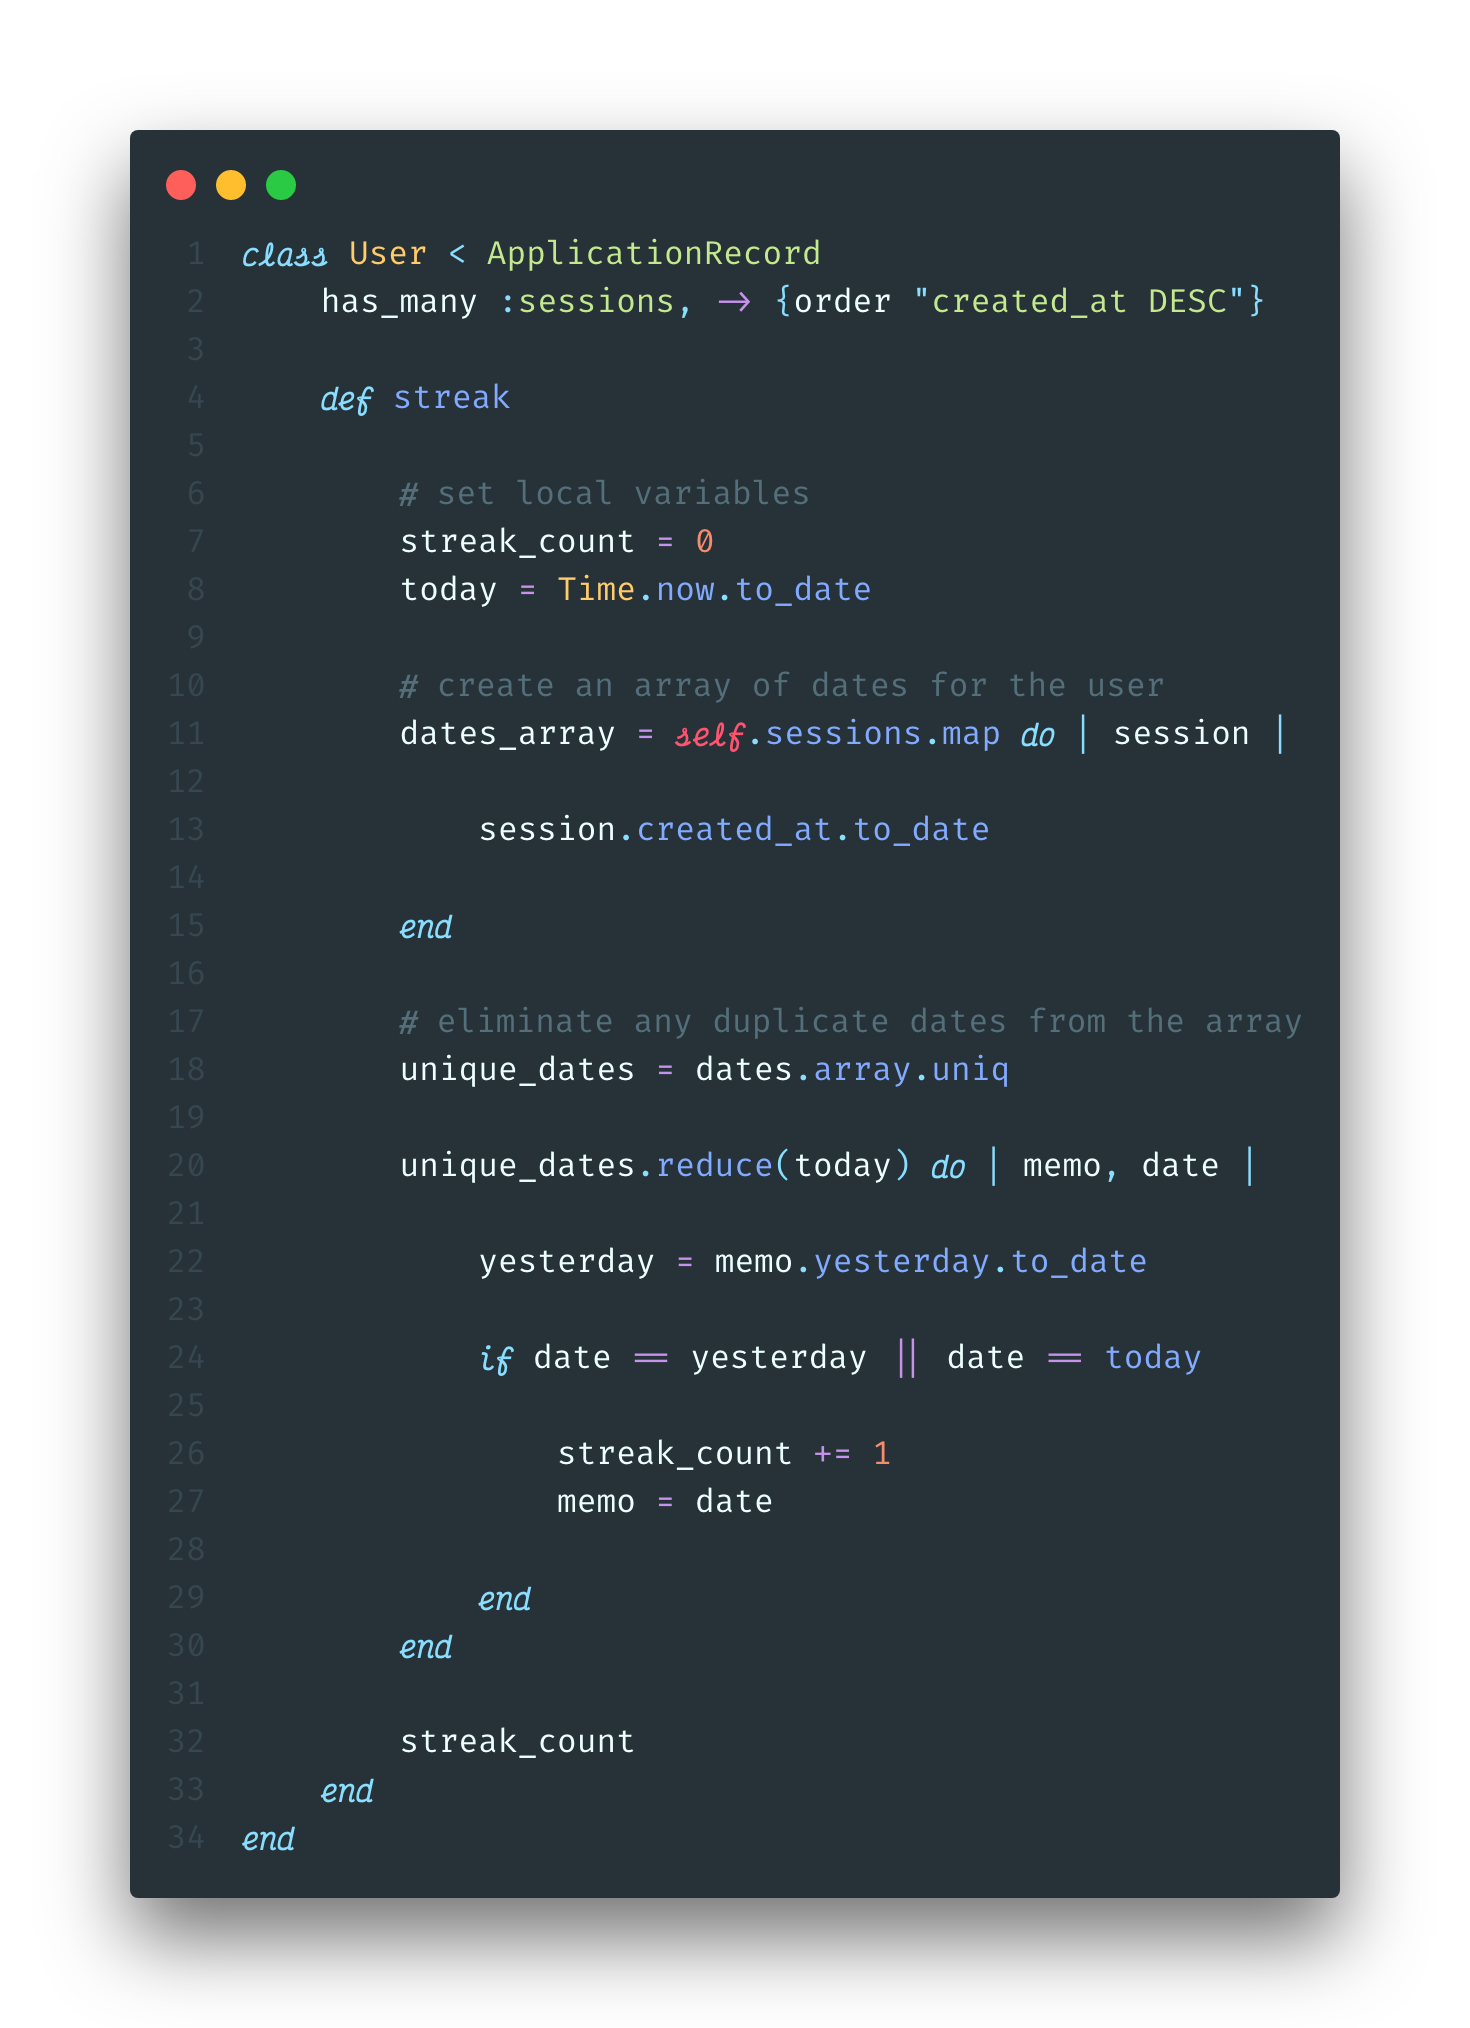 1 class User < ApplicationRecord
2 has_many :sessions, -> {order "created_at DESC"}
3
4 def streak
5
6 # set local variables
7 streak_count = 0
8 today = Time.now.to_date
9
10 # create an array of dates for the user
11 dates_array = self.sessions.map do | session |
12
13 session.created_at.to_date
14
15 end
16
17 # eliminate any duplicate dates from the array
18 unique_dates = dates.array.uniq
19
20 unique_dates.reduce(today) do | memo, date |
21
22 yesterday = memo.yesterday.to_date
23
24 if date == yesterday || date == today
25
26 streak_count += 1
27 memo = date
28
29 end
30 end
31
32 streak_count
33 end
34 end